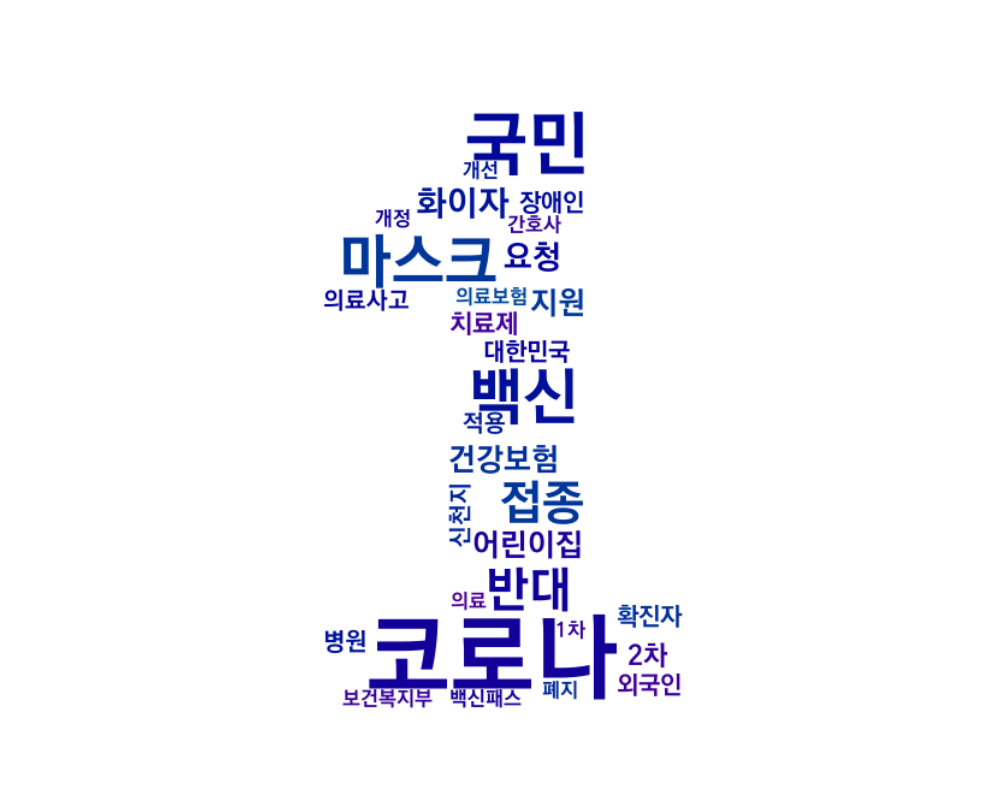 국민
개선
화이자 장애인
개정 간호사
마스크 요청
의료사고 의료보험 지원
치료제
대한민국
백신
적용
건강보험
신천지 접종
어린이집
반대
의료
코로나 1차 확진자
병원 2차
외국인
보건복지부 백신패스 폐지